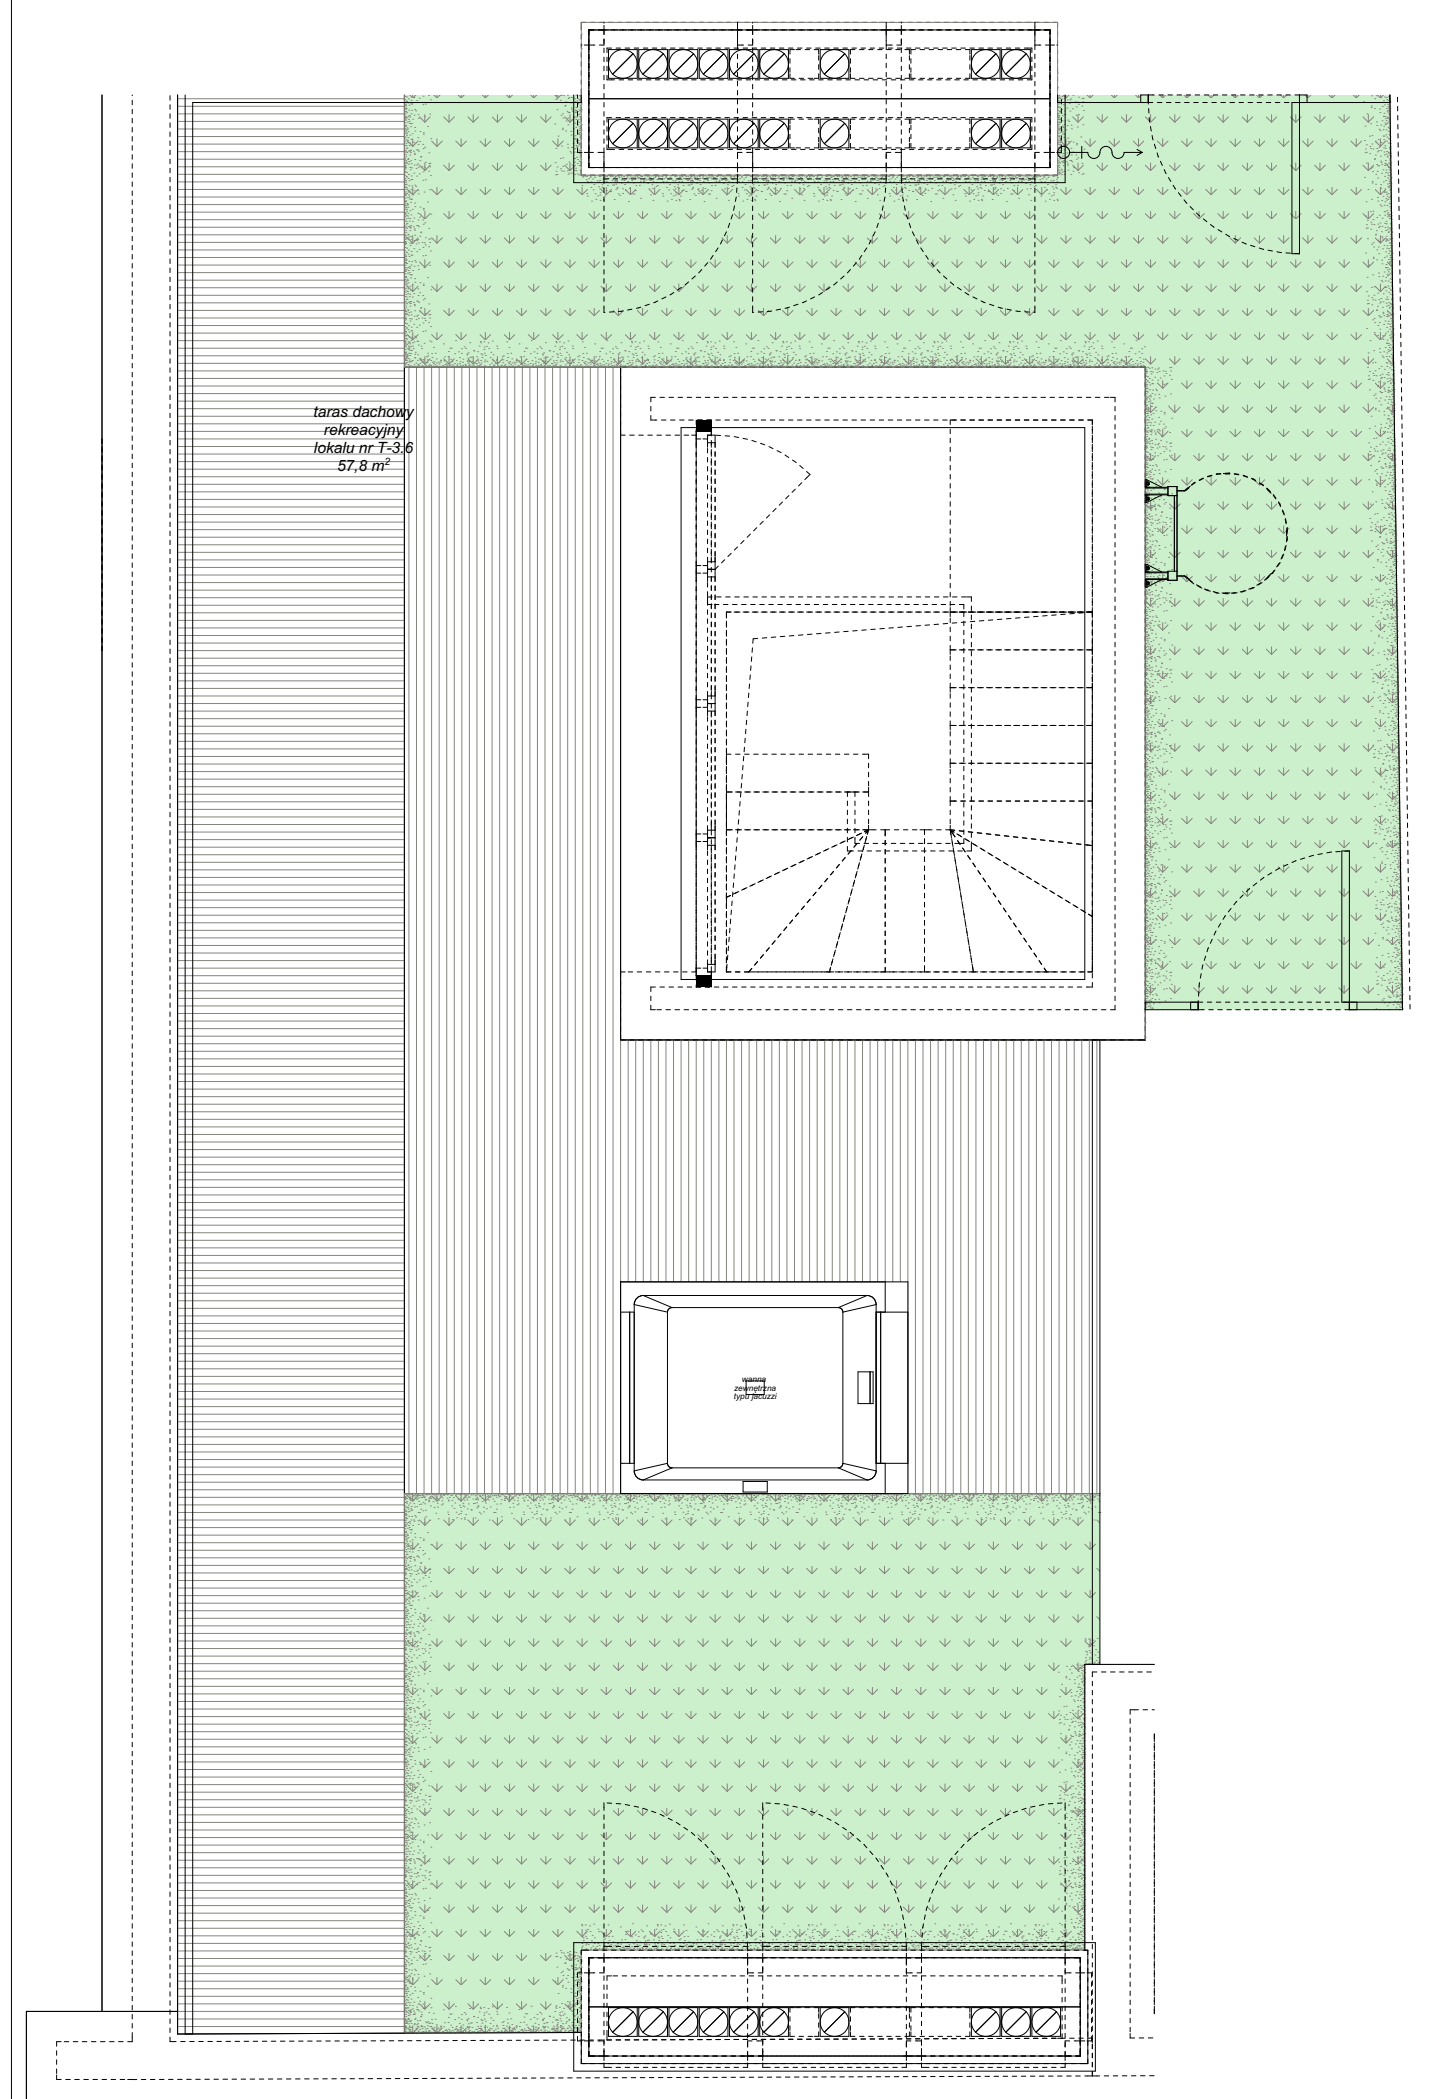 taras dachowy
rekreacyjny
lokalu nr T-3.6
57,8 m²
wanna
zewnętrzna
typu jacuzzi